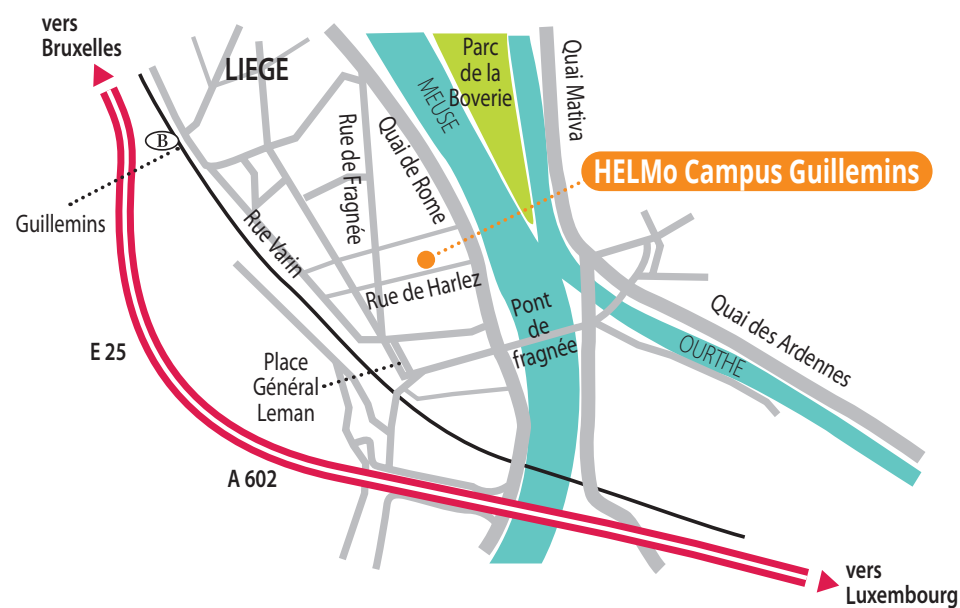 vers
Bruxelles
LIEGE
Parc
de la
Boverie
MEUSE
Quai Mativa
B
Rue de Fragnée
Quai de Rome
HELMo Campus Guillemins
Guillemins
Rue Varin
Rue de Harlez
Quai des Ardennes
Pont
de
fragnée
OURTHE
E 25
Place
Général
Leman
A 602
vers
Luxembourg